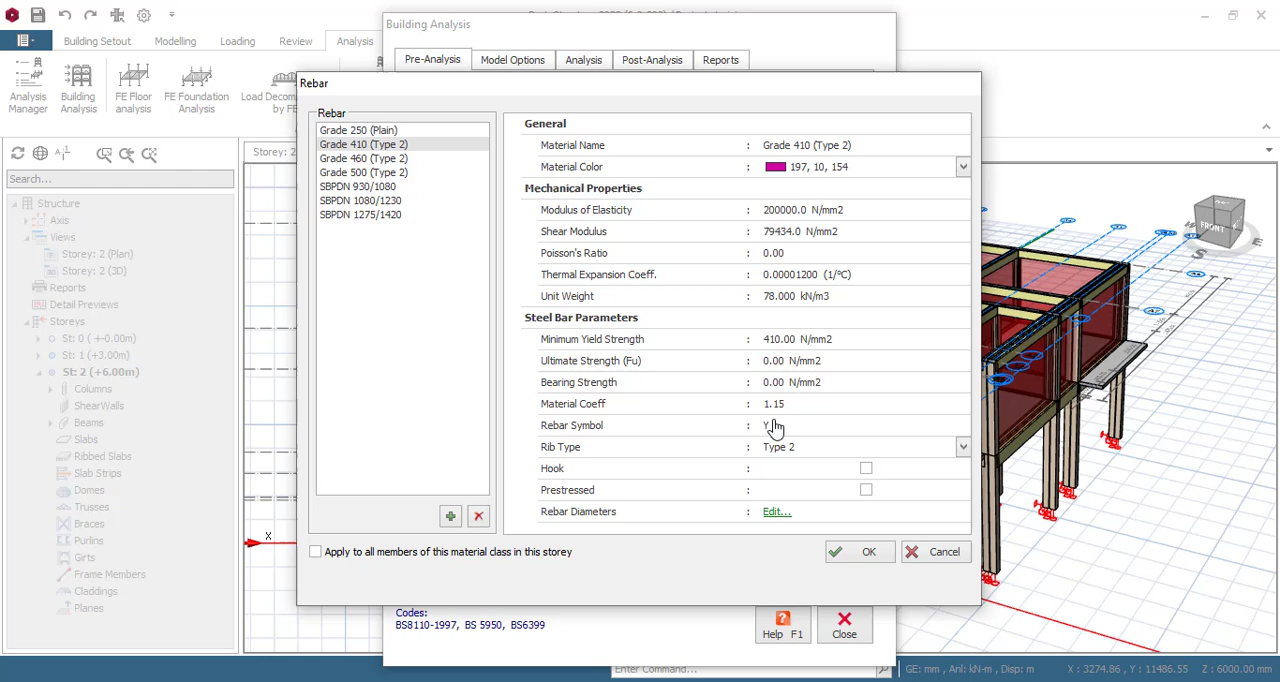 Building Analysis
Building Setout
Modelling
Loading
Review
Analysis
Analysis
Manager
Building
Analysis
FE Floor
analysis
FE Foundation
Analysis
Load Decom
by FE
Pre-Analysis
Model Options
Analysis
Post-Analysis
Reports
Search...
Structure
Axis
Views
Storey: 2 (Plan)
Storey: 2 (3D)
Reports
Detail Previews
Storeys
St: 0 (+-0.00m)
St: 1 (+3.00m)
St: 2 (+6.00m)
Columns
ShearWalls
Beams
Slabs
Ribbed Slabs
Slab Strips
Domes
Trusses
Braces
Purlins
Girts
Frame Members
Claddings
Planes
Storey: 2
X
Rebar
Rebar
Grade 250 (Plain)
Grade 410 (Type 2)
Grade 460 (Type 2)
Grade 500 (Type 2)
SBPDN 930/1080
SBPDN 1080/1230
SBPDN 1275/1420
General
Material Name : Grade 410 (Type 2)
Material Color : 197, 10, 154
Mechanical Properties
Modulus of Elasticity : 200000.0 N/mm2
Shear Modulus : 79434.0 N/mm2
Poisson's Ratio : 0.00
Thermal Expansion Coeff. : 0.00001200 (1/°C)
Unit Weight : 78.000 kN/m3
Steel Bar Parameters
Minimum Yield Strength : 410.00 N/mm2
Ultimate Strength (Fu) : 0.00 N/mm2
Bearing Strength : 0.00 N/mm2
Material Coeff : 1.15
Rebar Symbol : Y
Rib Type : Type 2
Hook :
Prestressed :
Rebar Diameters : Edit...
Apply to all members of this material class in this storey
OK
Cancel
FRONT
S
E
Codes:
BS8110-1997, BS 5950, BS6399
Help F1
Close
Enter Command...
GE: mm , Anl: kN-m , Disp: m
X : 3274.86 , Y : 11486.55 Z : 6000.00 mm